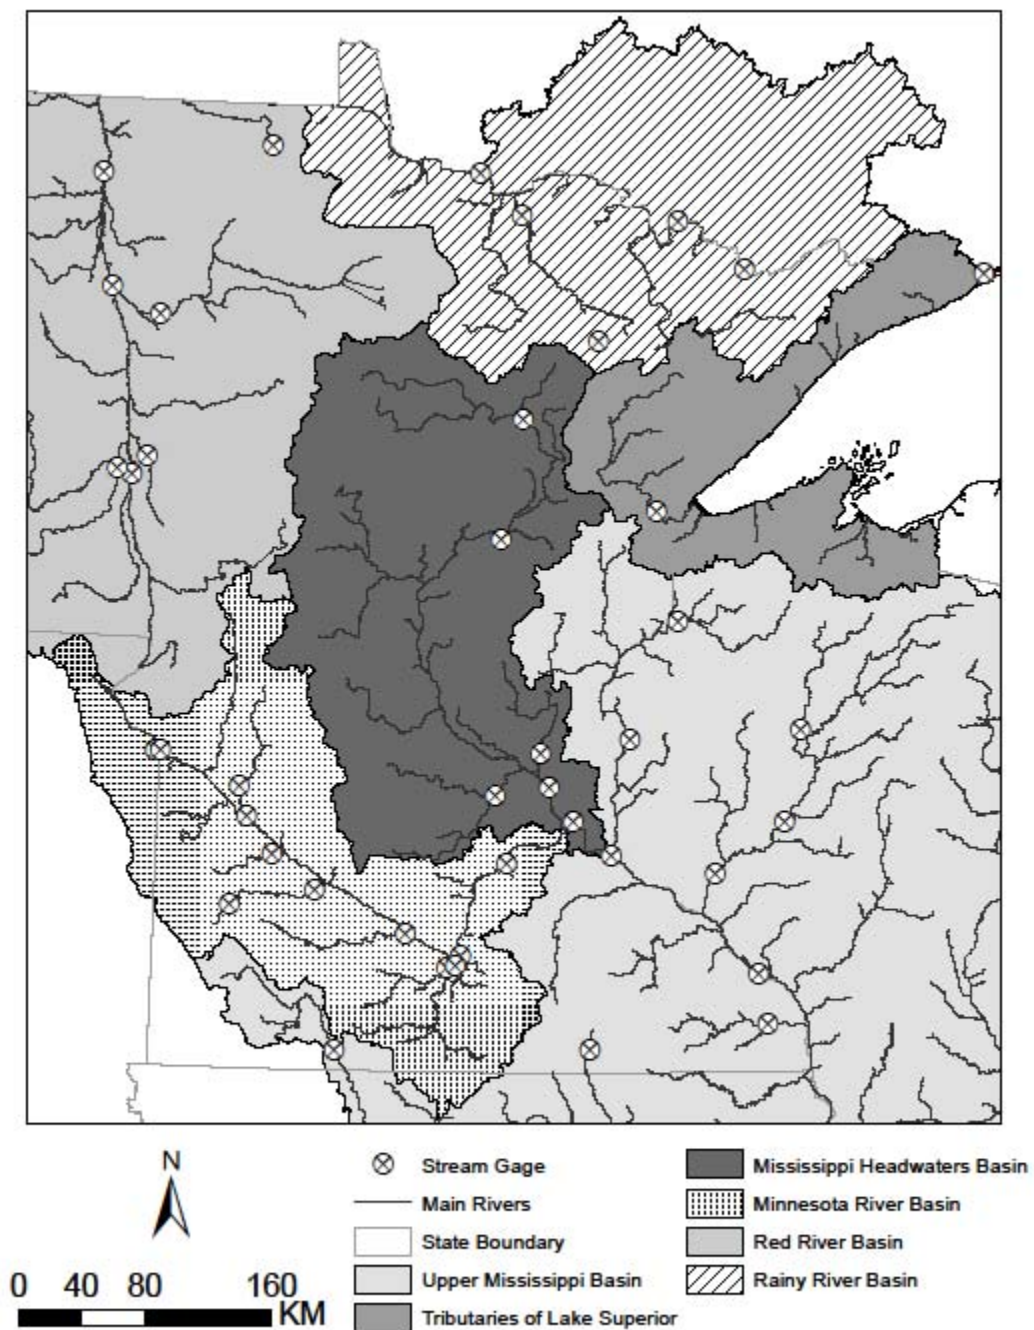 N
0 40 80 160
KM
Stream Gage
Main Rivers
State Boundary
Upper Mississippi Basin
Tributaries of Lake Superior
Mississippi Headwaters Basin
Minnesota River Basin
Red River Basin
Rainy River Basin